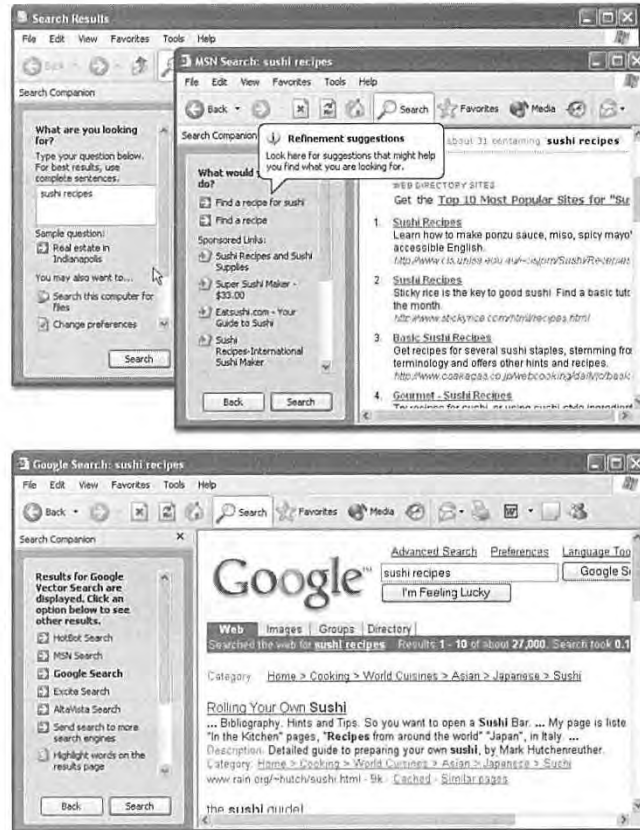 Search Results
File Edit View Favorites Tools Help
Back
Search Companion
What are you looking
for?
Type your question below.
For best results, use
complete sentences.
sushi recipes
Sample question:
Real estate in
Indianapolis
You may also want to...
Search this computer for
files
Change preferences
Search
MSN Search: sushi recipes
File Edit View Favorites Tools Help
Back Search Favorites Media
Search Companion
Refinement suggestions
Look here for suggestions that might help
you find what you are looking for.
What would
do?
Find a recipe for sushi
Find a recipe
Sponsored Links:
Sushi Recipes and Sushi
Supplies
Super Sushi Maker -
$33.00
Eatsushi.com - Your
Guide to Sushi
Sushi
Recipes-International
Sushi Maker
Back Search
about 31 containing "sushi recipes"
WEB DIRECTORY SITES
Get the Top 10 Most Popular Sites for "Su
1. Sushi Recipes
Learn how to make ponzu sauce, miso, spicy mayo
accessible English.
2. Sushi Recipes
Sticky rice is the key to good sushi. Find a basic tuto
the month.
http://www.stickyrice.com/html/recipes.html
3. Basic Sushi Recipes
Get recipes for several sushi staples, stemming fro
terminology and offers other hints and recipes.
4. Gourmet - Sushi Recipes
Google Search: sushi recipes
File Edit View Favorites Tools Help
Back Search Favorites Media
Search Companion
Results for Google
Vector Search are
displayed. Click an
option below to see
other results.
HotBot Search
MSN Search
Google Search
Excite Search
AltaVista Search
Send search to more
search engines
Highlight words on the
results page
Back Search
Advanced Search Preferences Language Too
Google sushi recipes Google Se
I'm Feeling Lucky
Web Images Groups Directory
Searched the web for sushi recipes Results 1 - 10 of about 27,000. Search took 0.1
Category: Home > Cooking > World Cuisines > Asian > Japanese > Sushi
Rolling Your Own Sushi
... Bibliography. Hints and Tips. So you want to open a Sushi Bar. ... My page is liste
"In the Kitchen" pages, "Recipes from around the world" "Japan", in Italy. ...
Description: Detailed guide to preparing your own sushi, by Mark Hutchenreuther.
Category: Home > Cooking > World Cuisines > Asian > Japanese > Sushi
www.rain.org/~hutch/sushi.html - 9k - Cached - Similar pages
the sushi guide!